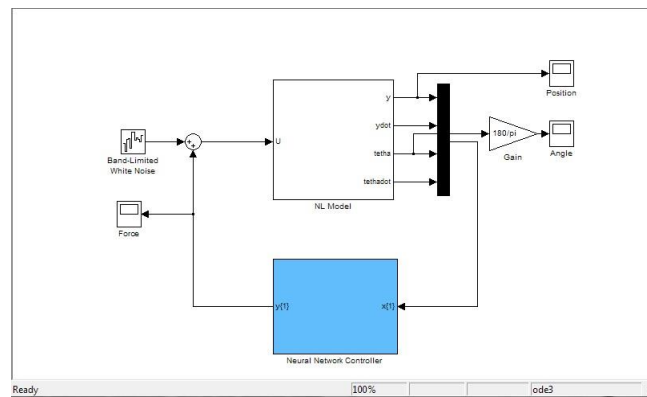 y
Position
ydot
U
180/pi
tetha
Band-Limited
White Noise
Gain
Angle
tethadot
NL Model
Force
y{1}
x{1}
Neural Network Controller
Ready
100%
ode3